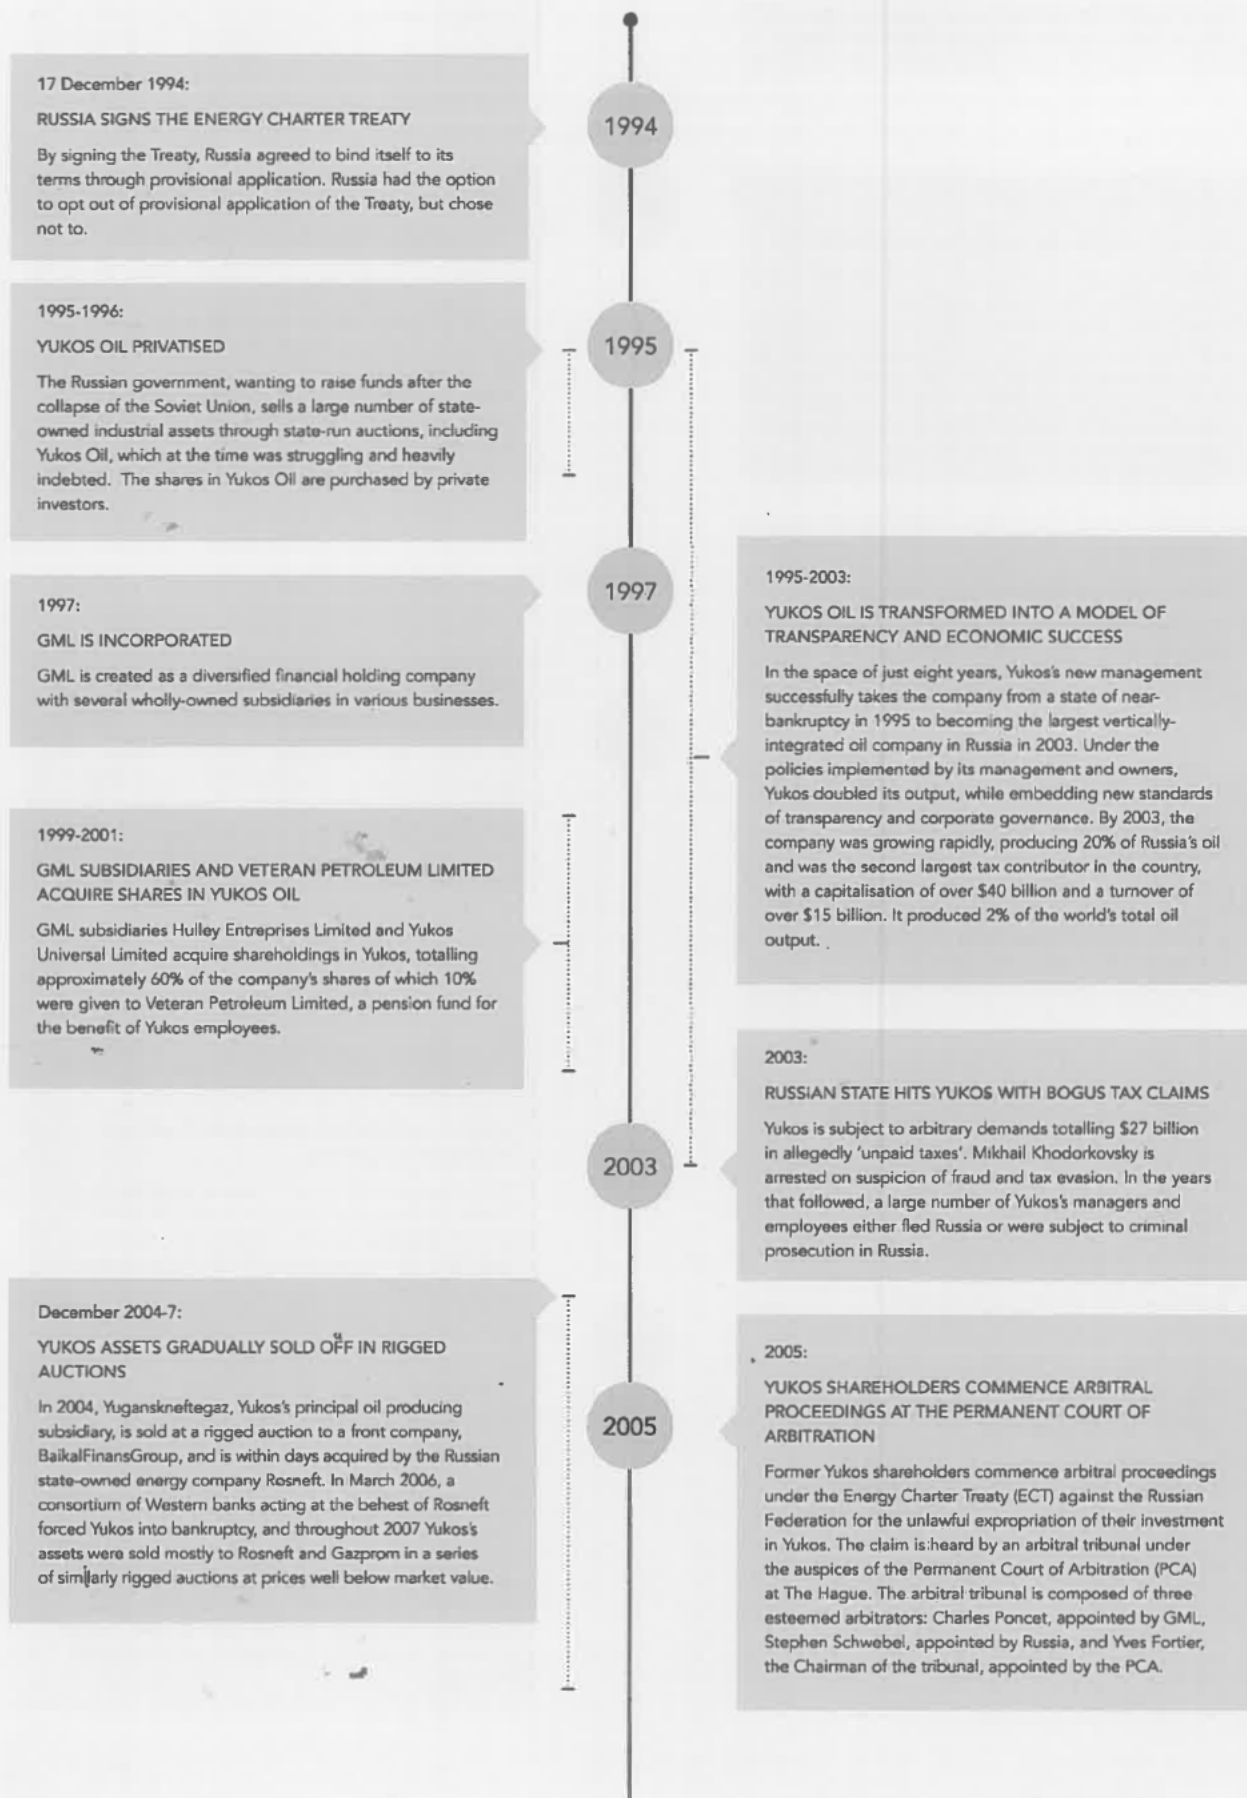 1994
17 December 1994:
RUSSIA SIGNS THE ENERGY CHARTER TREATY
By signing the Treaty, Russia agreed to bind itself to its
terms through provisional application. Russia had the option
to opt out of provisional application of the Treaty, but chose
not to.
1995
1995-1996:
YUKOS OIL PRIVATISED
The Russian government, wanting to raise funds after the
collapse of the Soviet Union, sells a large number of state-
owned industrial assets through state-run auctions, including
Yukos Oil, which at the time was struggling and heavily
indebted. The shares in Yukos Oil are purchased by private
investors.
1997
1997:
GML IS INCORPORATED
GML is created as a diversified financial holding company
with several wholly-owned subsidiaries in various businesses.
1995-2003:
YUKOS OIL IS TRANSFORMED INTO A MODEL OF
TRANSPARENCY AND ECONOMIC SUCCESS
In the space of just eight years, Yukos's new management
successfully takes the company from a state of near-
bankruptcy in 1995 to becoming the largest vertically-
integrated oil company in Russia in 2003. Under the
policies implemented by its management and owners,
Yukos doubled its output, while embedding new standards
of transparency and corporate governance. By 2003, the
company was growing rapidly, producing 20% of Russia's oil
and was the second largest tax contributor in the country,
with a capitalisation of over $40 billion and a turnover of
over $15 billion. It produced 2% of the world's total oil
output.
1999-2001:
GML SUBSIDIARIES AND VETERAN PETROLEUM LIMITED
ACQUIRE SHARES IN YUKOS OIL
GML subsidiaries Hulley Entreprises Limited and Yukos
Universal Limited acquire shareholdings in Yukos, totalling
approximately 60% of the company's shares of which 10%
were given to Veteran Petroleum Limited, a pension fund for
the benefit of Yukos employees.
2003
2003:
RUSSIAN STATE HITS YUKOS WITH BOGUS TAX CLAIMS
Yukos is subject to arbitrary demands totalling $27 billion
in allegedly 'unpaid taxes'. Mikhail Khodorkovsky is
arrested on suspicion of fraud and tax evasion. In the years
that followed, a large number of Yukos's managers and
employees either fled Russia or were subject to criminal
prosecution in Russia.
December 2004-7:
YUKOS ASSETS GRADUALLY SOLD OFF IN RIGGED
AUCTIONS
In 2004, Yuganskneftegaz, Yukos's principal oil producing
subsidiary, is sold at a rigged auction to a front company,
BaikalFinansGroup, and is within days acquired by the Russian
state-owned energy company Rosneft. In March 2006, a
consortium of Western banks acting at the behest of Rosneft
forced Yukos into bankruptcy, and throughout 2007 Yukos's
assets were sold mostly to Rosneft and Gazprom in a series
of similarly rigged auctions at prices well below market value.
2005
2005:
YUKOS SHAREHOLDERS COMMENCE ARBITRAL
PROCEEDINGS AT THE PERMANENT COURT OF
ARBITRATION
Former Yukos shareholders commence arbitral proceedings
under the Energy Charter Treaty (ECT) against the Russian
Federation for the unlawful expropriation of their investment
in Yukos. The claim is heard by an arbitral tribunal under
the auspices of the Permanent Court of Arbitration (PCA)
at The Hague. The arbitral tribunal is composed of three
esteemed arbitrators: Charles Poncet, appointed by GML,
Stephen Schwebel, appointed by Russia, and Yves Fortier,
the Chairman of the tribunal, appointed by the PCA.